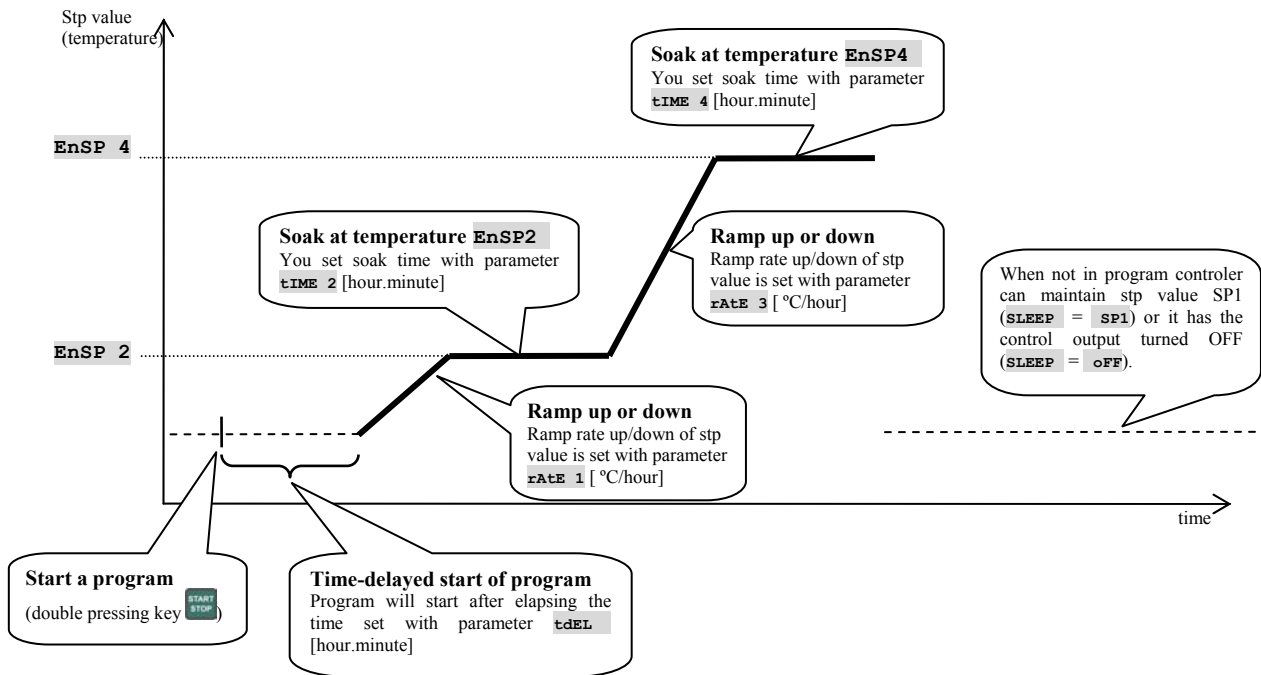 Stp value
(temperature)
Soak at temperature EnSP4
You set soak time with parameter
tIME 4 [hour.minute]
EnSP 4
Soak at temperature EnSP2
You set soak time with parameter
tIME 2 [hour.minute]
Ramp up or down
Ramp rate up/down of stp
value is set with parameter
rAtE 3 [ ºC/hour]
When not in program controler
can maintain stp value SP1
(SLEEP = SP1) or it has the
control output turned OFF
(SLEEP = oFF).
EnSP 2
Ramp up or down
Ramp rate up/down of stp
value is set with parameter
rAtE 1 [ ºC/hour]
time
Start a program
(double pressing key START STOP)
Time-delayed start of program
Program will start after elapsing the
time set with parameter tdEL
[hour.minute]